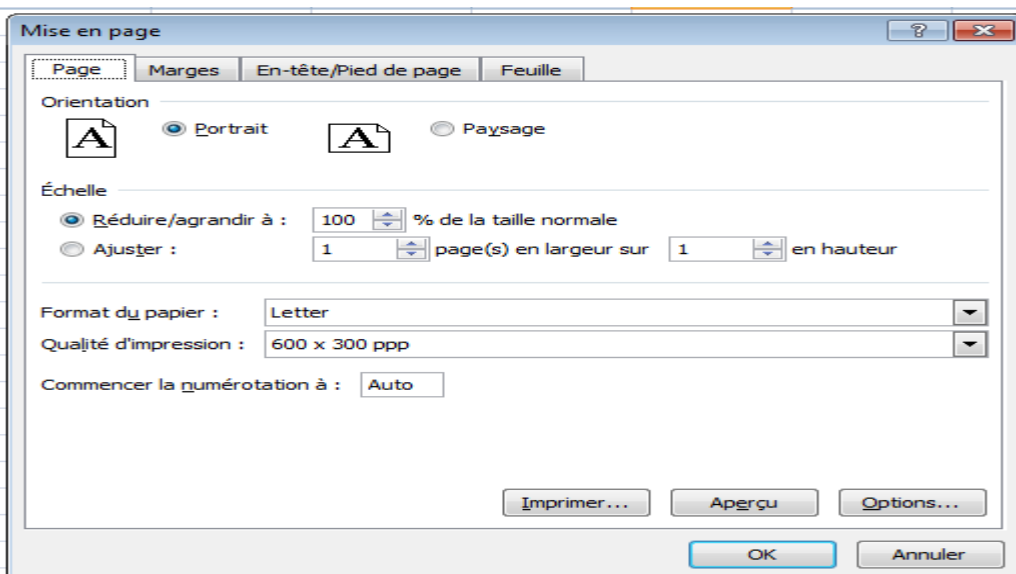 Mise en page
Page Marges En-tête/Pied de page Feuille
Orientation
A Portrait A Paysage
Échelle
Réduire/agrandir à : 100 % de la taille normale
Ajuster : 1 page(s) en largeur sur 1 en hauteur
Format du papier : Letter
Qualité d'impression : 600 x 300 ppp
Commencer la numérotation à : Auto
Imprimer... Aperçu Options...
OK Annuler